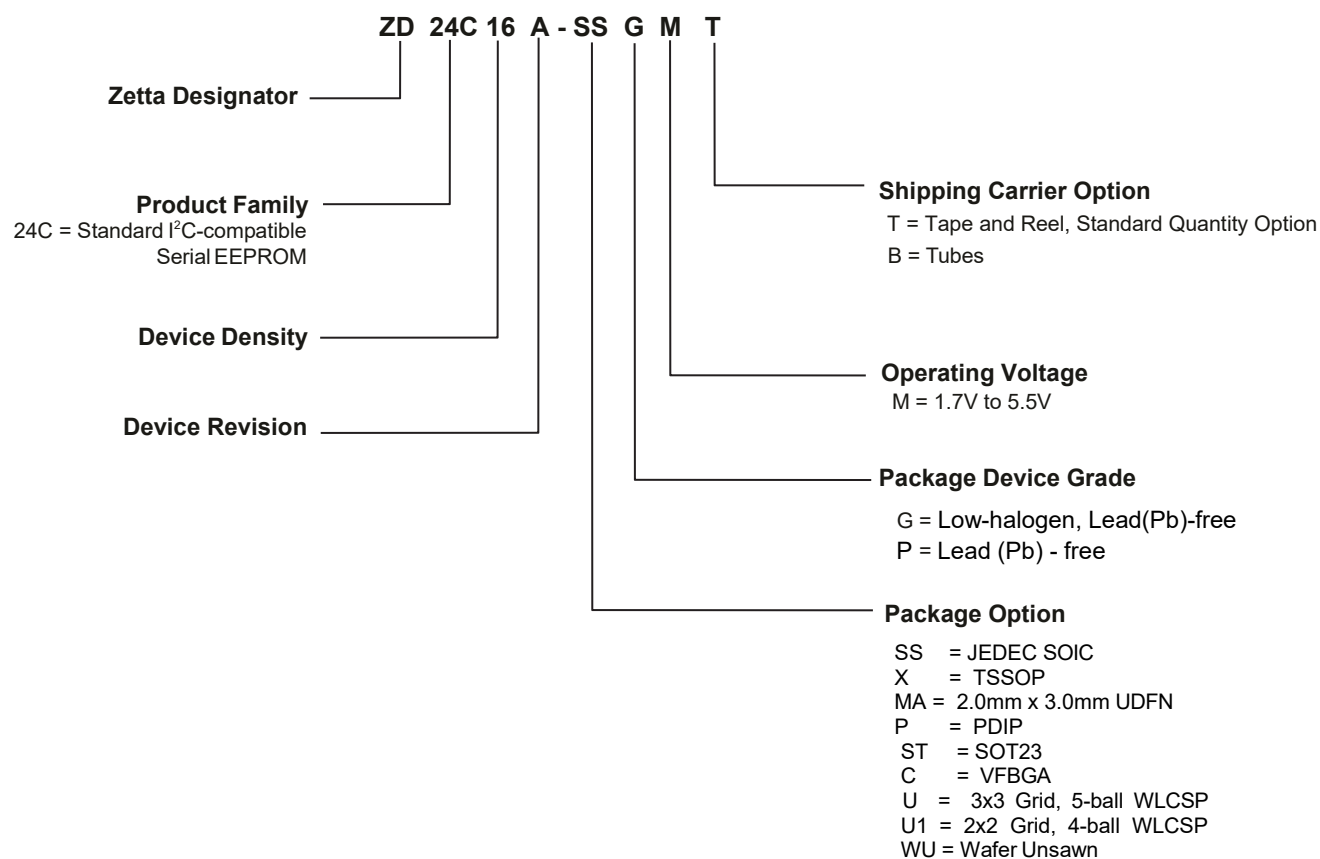 ZD 24C 16 A - SS G M T
Zetta Designator
Product Family
24C = Standard I²C-compatible
Serial EEPROM
Device Density
Device Revision
Shipping Carrier Option
T = Tape and Reel, Standard Quantity Option
B = Tubes
Operating Voltage
M = 1.7V to 5.5V
Package Device Grade
G = Low-halogen, Lead(Pb)-free
P = Lead (Pb) - free
Package Option
SS = JEDEC SOIC
X = TSSOP
MA = 2.0mm x 3.0mm UDFN
P = PDIP
ST = SOT23
C = VFBGA
U = 3x3 Grid, 5-ball WLCSP
U1 = 2x2 Grid, 4-ball WLCSP
WU = Wafer Unsawn